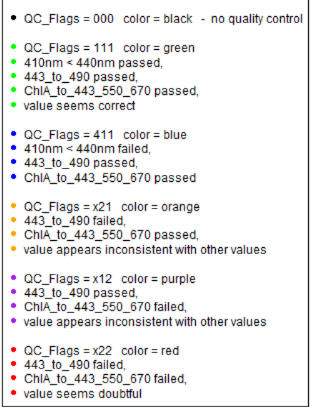 QC_Flags = 000 color = black - no quality control
QC_Flags = 111 color = green
410nm < 440nm passed,
443_to_490 passed,
ChlA_to_443_550_670 passed,
value seems correct
QC_Flags = 411 color = blue
410nm < 440nm failed,
443_to_490 passed,
ChlA_to_443_550_670 passed
QC_Flags = x21 color = orange
443_to_490 failed,
ChlA_to_443_550_670 passed,
value appears inconsistent with other values
QC_Flags = x12 color = purple
443_to_490 passed,
ChlA_to_443_550_670 failed,
value appears inconsistent with other values
QC_Flags = x22 color = red
443_to_490 failed,
ChlA_to_443_550_670 failed,
value seems doubtful